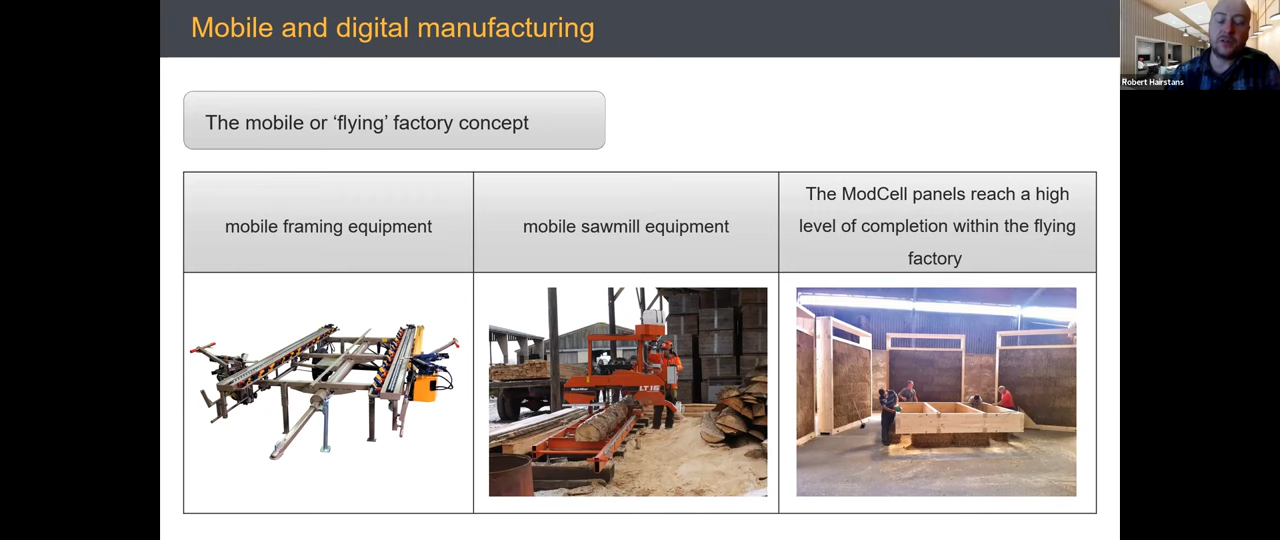 Mobile and digital manufacturing
Robert Hairstans
The mobile or ‘flying’ factory concept
mobile framing equipment
mobile sawmill equipment
The ModCell panels reach a high
level of completion within the flying
factory
LT15